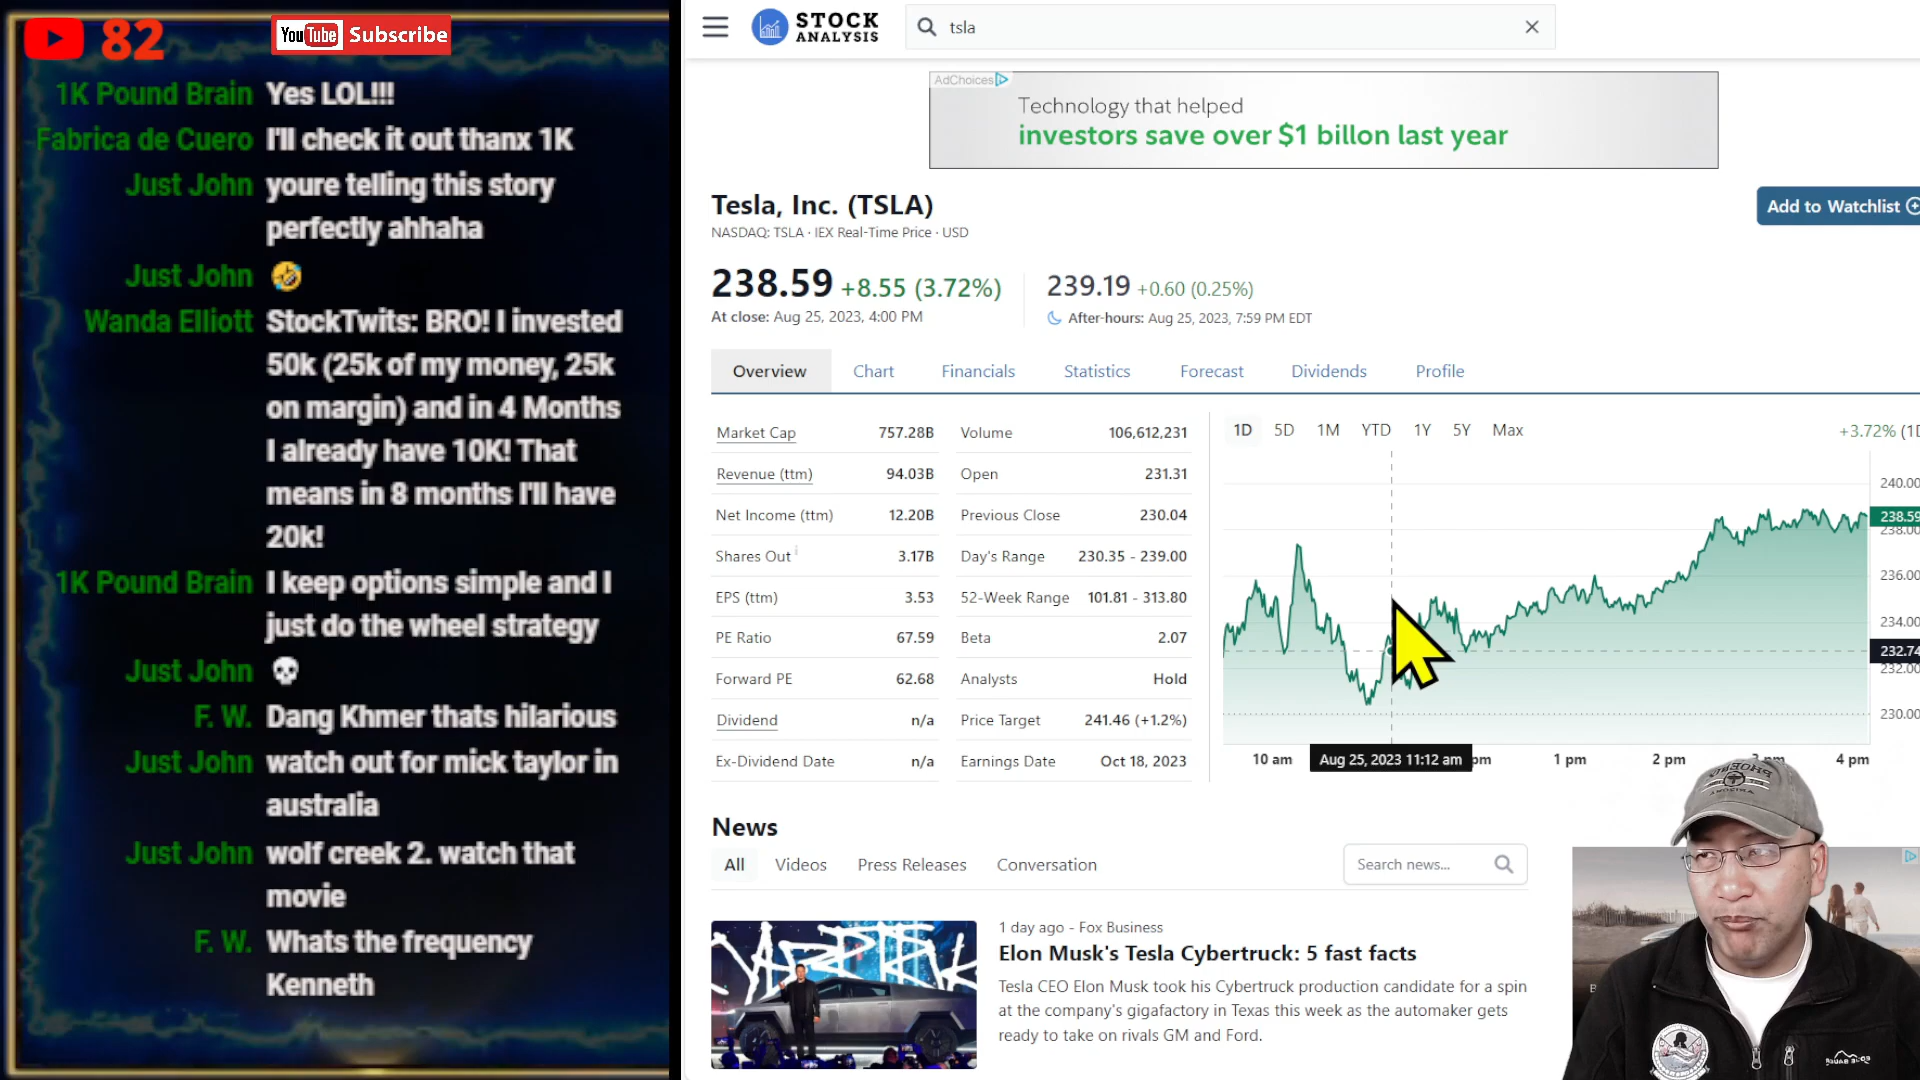 82
YouTube Subscribe
1K Pound Brain Yes LOL!!!
Fabrica de Cuero I'll check it out thanx 1K
Just John youre telling this story
perfectly ahhaha
Just John 🤣
Wanda Elliott StockTwits: BRO! I invested
50k (25k of my money, 25k
on margin) and in 4 Months
I already have 10K! That
means in 8 months I'll have
20k!
1K Pound Brain I keep options simple and I
just do the wheel strategy
Just John 💀
F. W. Dang Khmer thats hilarious
Just John watch out for mick taylor in
australia
Just John wolf creek 2. watch that
movie
F. W. Whats the frequency
Kenneth
STOCK
ANALYSIS
tsla
AdChoices
Technology that helped
investors save over $1 billon last year
Tesla, Inc. (TSLA)
NASDAQ: TSLA · IEX Real-Time Price · USD
Add to Watchlist
238.59 +8.55 (3.72%)
At close: Aug 25, 2023, 4:00 PM
239.19 +0.60 (0.25%)
After-hours: Aug 25, 2023, 7:59 PM EDT
Overview Chart Financials Statistics Forecast Dividends Profile
Market Cap 757.28B Volume 106,612,231
Revenue (ttm) 94.03B Open 231.31
Net Income (ttm) 12.20B Previous Close 230.04
Shares Out 3.17B Day's Range 230.35 - 239.00
EPS (ttm) 3.53 52-Week Range 101.81 - 313.80
PE Ratio 67.59 Beta 2.07
Forward PE 62.68 Analysts Hold
Dividend n/a Price Target 241.46 (+1.2%)
Ex-Dividend Date n/a Earnings Date Oct 18, 2023
1D 5D 1M YTD 1Y 5Y Max
+3.72% (1D
240.00
238.59
238.00
236.00
234.00
232.74
232.00
230.00
10 am Aug 25, 2023 11:12 am pm 1 pm 2 pm 3 pm 4 pm
News
All Videos Press Releases Conversation
Search news...
1 day ago - Fox Business
Elon Musk's Tesla Cybertruck: 5 fast facts
Tesla CEO Elon Musk took his Cybertruck production candidate for a spin
at the company's gigafactory in Texas this week as the automaker gets
ready to take on rivals GM and Ford.